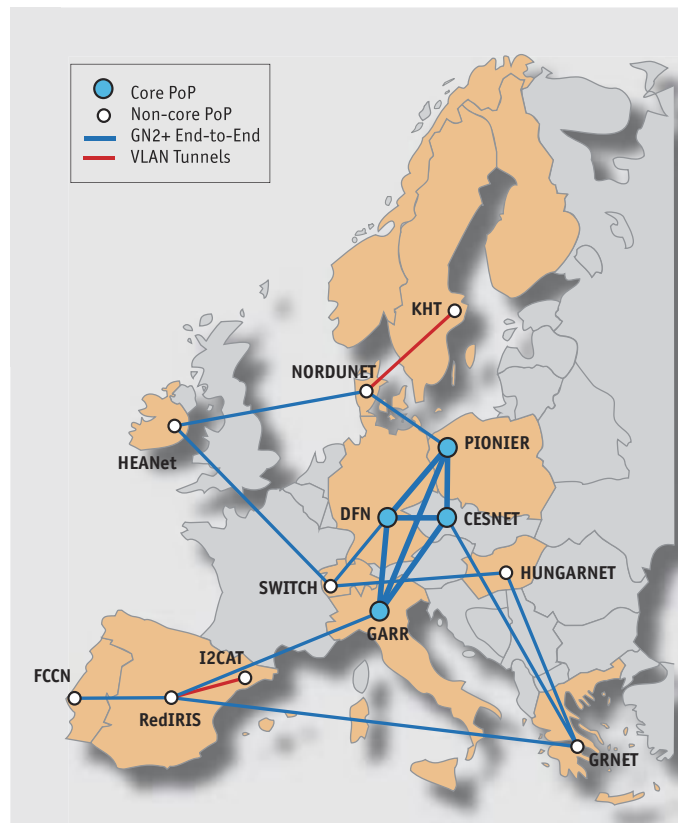 Core PoP
Non-core PoP
GN2+ End-to-End
VLAN Tunnels
KHT
NORDUNET
PIONIER
HEANet
DFN
CESNET
SWITCH
HUNGARNET
GARR
I2CAT
FCCN
RedIRIS
GRNET